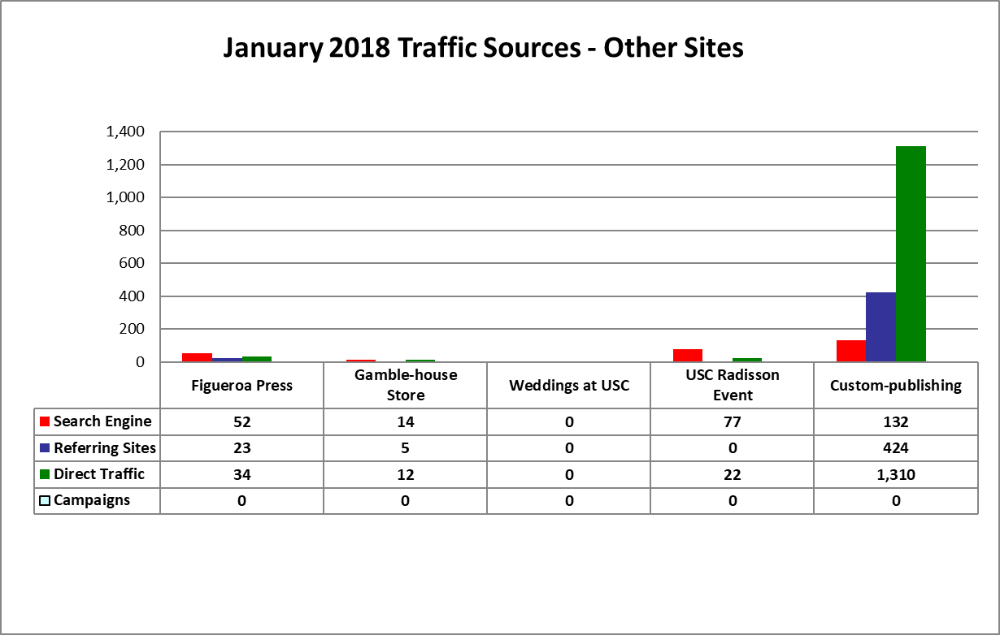 January 2018 Traffic Sources - Other Sites
1,400
1,200
1,000
800
600
400
200
0
Figueroa Press Gamble-house Store Weddings at USC USC Radisson Event Custom-publishing
Search Engine 52 14 0 77 132
Referring Sites 23 5 0 0 424
Direct Traffic 34 12 0 22 1,310
Campaigns 0 0 0 0 0